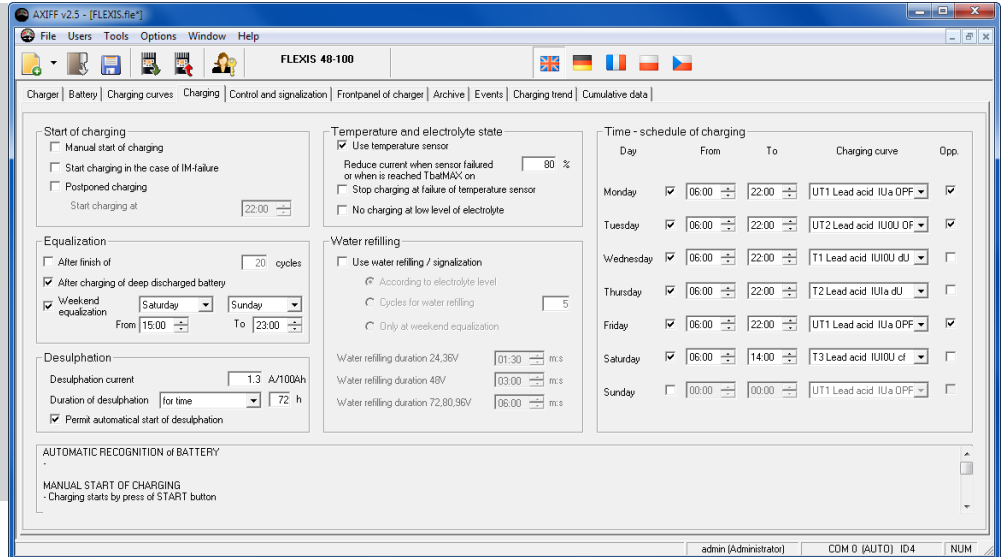 AXIFF v2.5 - [FLEXIS.fle*]
File Users Tools Options Window Help
FLEXIS 48-100
Charger Battery Charging curves Charging Control and signalization Frontpanel of charger Archive Events Charging trend Cumulative data
Start of charging
Manual start of charging
Start charging in the case of IM-failure
Postponed charging
Start charging at 22:00
Equalization
After finish of 20 cycles
After charging of deep discharged battery
Weekend equalization Saturday Sunday
From 15:00 To 23:00
Desulphation
Desulphation current 1.3 A/100Ah
Duration of desulphation for time 72 h
Permit automatical start of desulphation
Temperature and electrolyte state
Use temperature sensor
Reduce current when sensor failured
or when is reached TbatMAX on 80 %
Stop charging at failure of temperature sensor
No charging at low level of electrolyte
Water refilling
Use water refilling / signalization
According to electrolyte level
Cycles for water refilling 5
Only at weekend equalization
Water refilling duration 24,36V 01:30 m:s
Water refilling duration 48V 03:00 m:s
Water refilling duration 72,80,96V 06:00 m:s
Time - schedule of charging
Day From To Charging curve Opp.
Monday 06:00 22:00 UT1 Lead acid IUa OPF
Tuesday 06:00 22:00 UT2 Lead acid IU0U OF
Wednesday 06:00 22:00 T1 Lead acid IUI0U dU
Thursday 06:00 22:00 T2 Lead acid IUIa dU
Friday 06:00 22:00 UT1 Lead acid IUa OPF
Saturday 06:00 14:00 T3 Lead acid IUI0U cf
Sunday 00:00 00:00 UT1 Lead acid IUa OPF
AUTOMATIC RECOGNITION of BATTERY
-
MANUAL START OF CHARGING
- Charging starts by press of START button
admin (Administrator) COM 0 (AUTO) ID4 NUM